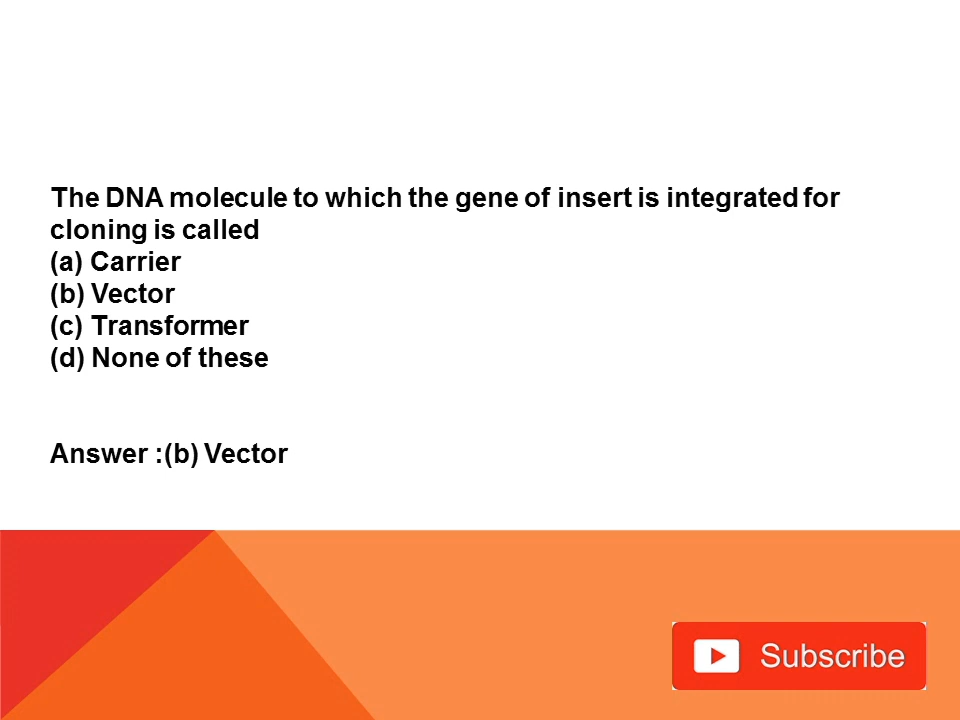 The DNA molecule to which the gene of insert is integrated for
cloning is called
(a) Carrier
(b) Vector
(c) Transformer
(d) None of these
Answer :(b) Vector
Subscribe